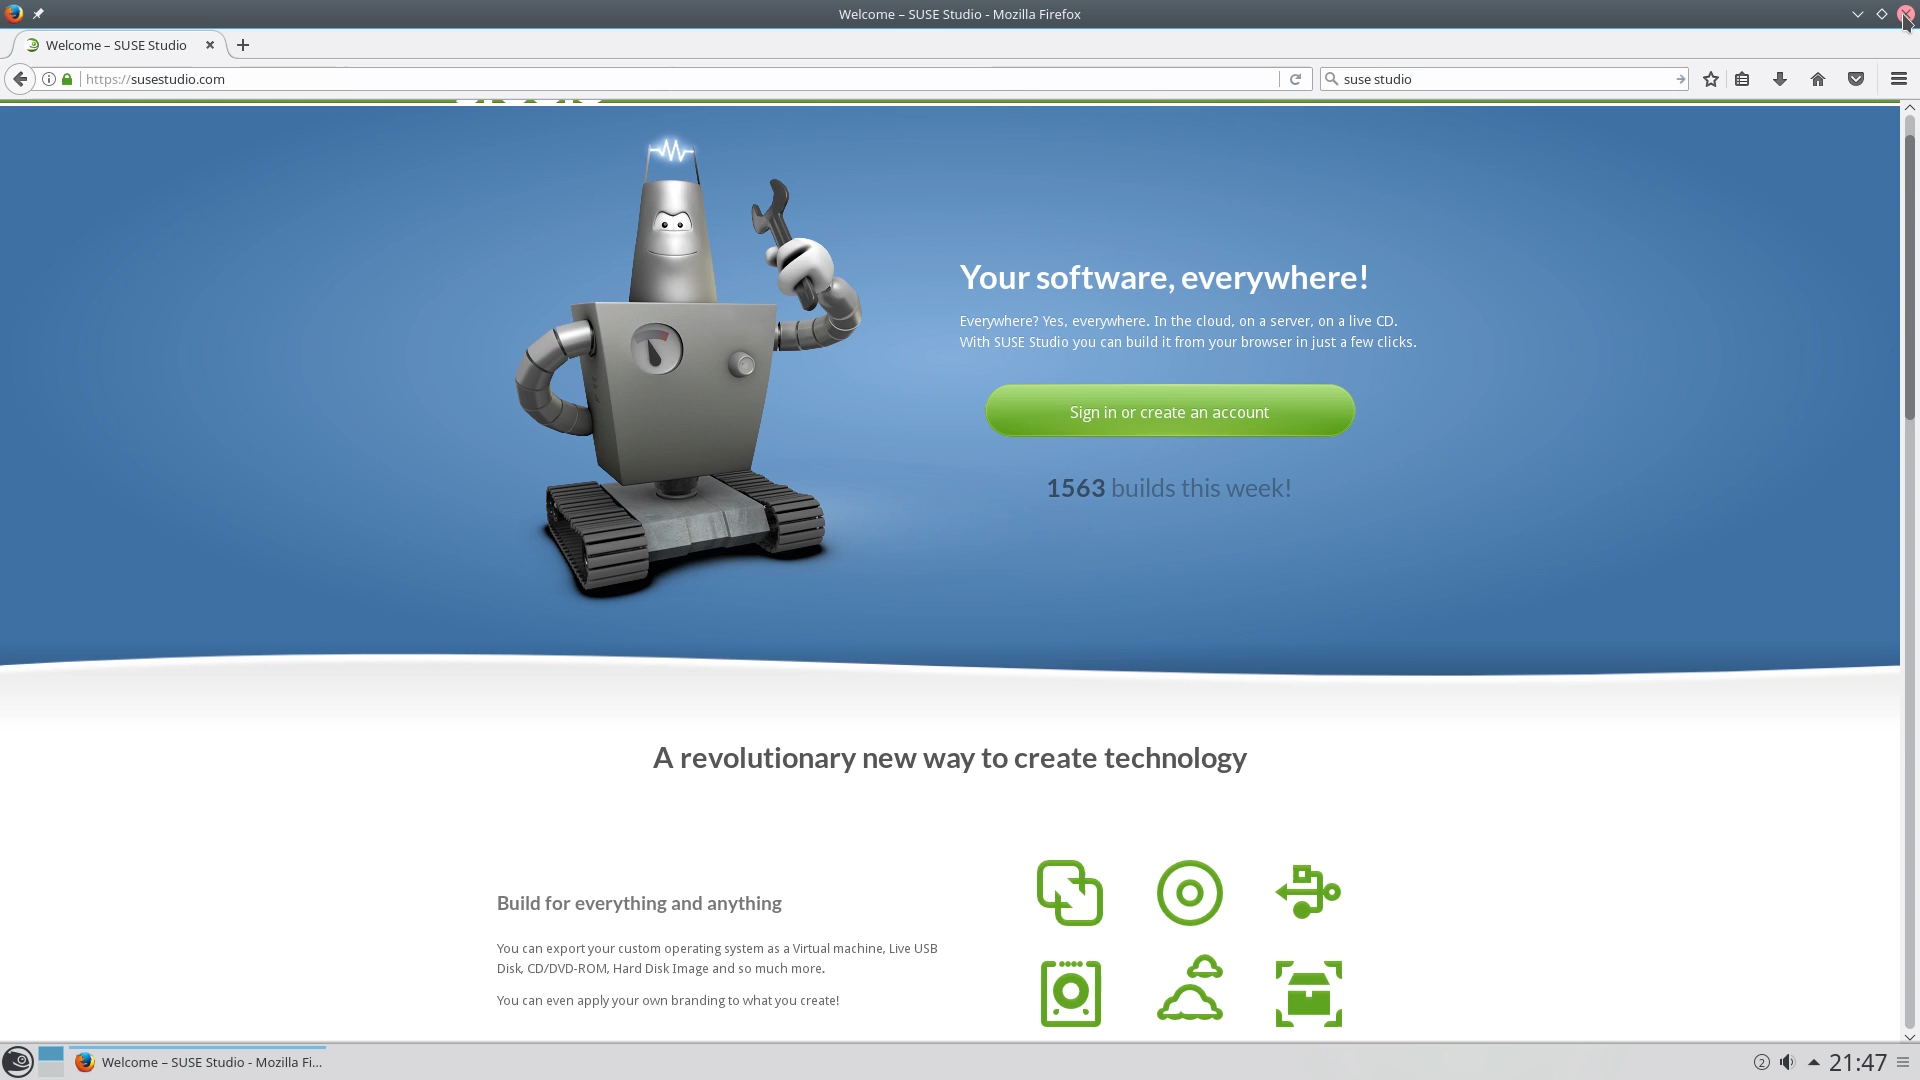 Welcome – SUSE Studio - Mozilla Firefox
Welcome – SUSE Studio
https://susestudio.com
suse studio
Your software, everywhere!
Everywhere? Yes, everywhere. In the cloud, on a server, on a live CD.
With SUSE Studio you can build it from your browser in just a few clicks.
Sign in or create an account
1563 builds this week!
A revolutionary new way to create technology
Build for everything and anything
You can export your custom operating system as a Virtual machine, Live USB
Disk, CD/DVD-ROM, Hard Disk Image and so much more.
You can even apply your own branding to what you create!
Welcome – SUSE Studio - Mozilla Fi...
2
21:47